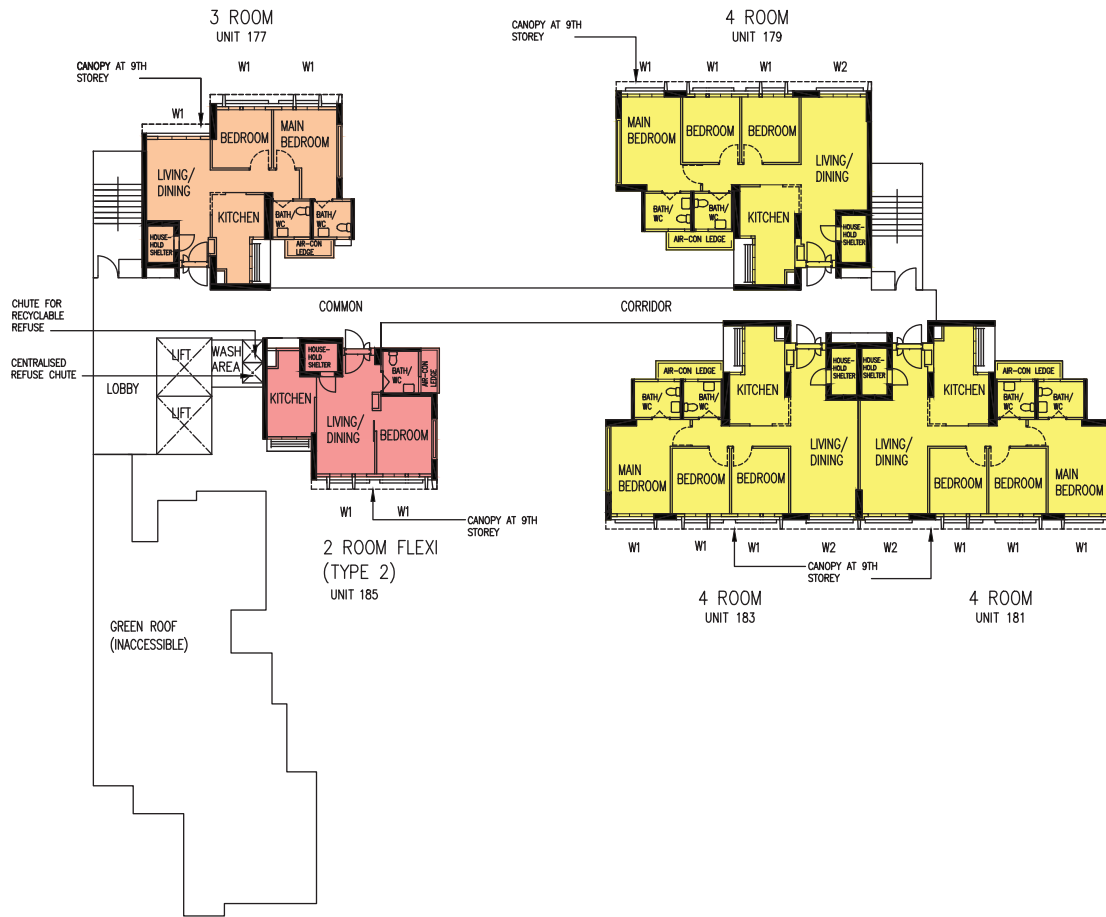 3 ROOM
UNIT 177
CANOPY AT 9TH
STOREY
W1
W1
W1
BEDROOM
MAIN
BEDROOM
LIVING/
DINING
KITCHEN
BATH/
WC
BATH/
WC
HOUSE-
HOLD
SHELTER
AIR-CON
LEDGE
4 ROOM
UNIT 179
CANOPY AT 9TH
STOREY
W1
W1
W1
W2
MAIN
BEDROOM
BEDROOM
BEDROOM
LIVING/
DINING
KITCHEN
BATH/
WC
BATH/
WC
AIR-CON LEDGE
HOUSE-
HOLD
SHELTER
COMMON
CORRIDOR
CHUTE FOR
RECYCLABLE
REFUSE
CENTRALISED
REFUSE CHUTE
LOBBY
LIFT
LIFT
WASH
AREA
HOUSE-
HOLD
SHELTER
KITCHEN
LIVING/
DINING
BEDROOM
BATH/
WC
AIR-CON
LEDGE
W1
W1
CANOPY AT 9TH
STOREY
2 ROOM FLEXI
(TYPE 2)
UNIT 185
AIR-CON LEDGE
BATH/
WC
BATH/
WC
KITCHEN
HOUSE-
HOLD
SHELTER
MAIN
BEDROOM
BEDROOM
BEDROOM
LIVING/
DINING
W1
W1
W1
W2
4 ROOM
UNIT 183
HOUSE-
HOLD
SHELTER
KITCHEN
AIR-CON LEDGE
BATH/
WC
BATH/
WC
LIVING/
DINING
BEDROOM
BEDROOM
MAIN
BEDROOM
W2
W1
W1
W1
CANOPY AT 9TH
STOREY
4 ROOM
UNIT 181
GREEN ROOF
(INACCESSIBLE)